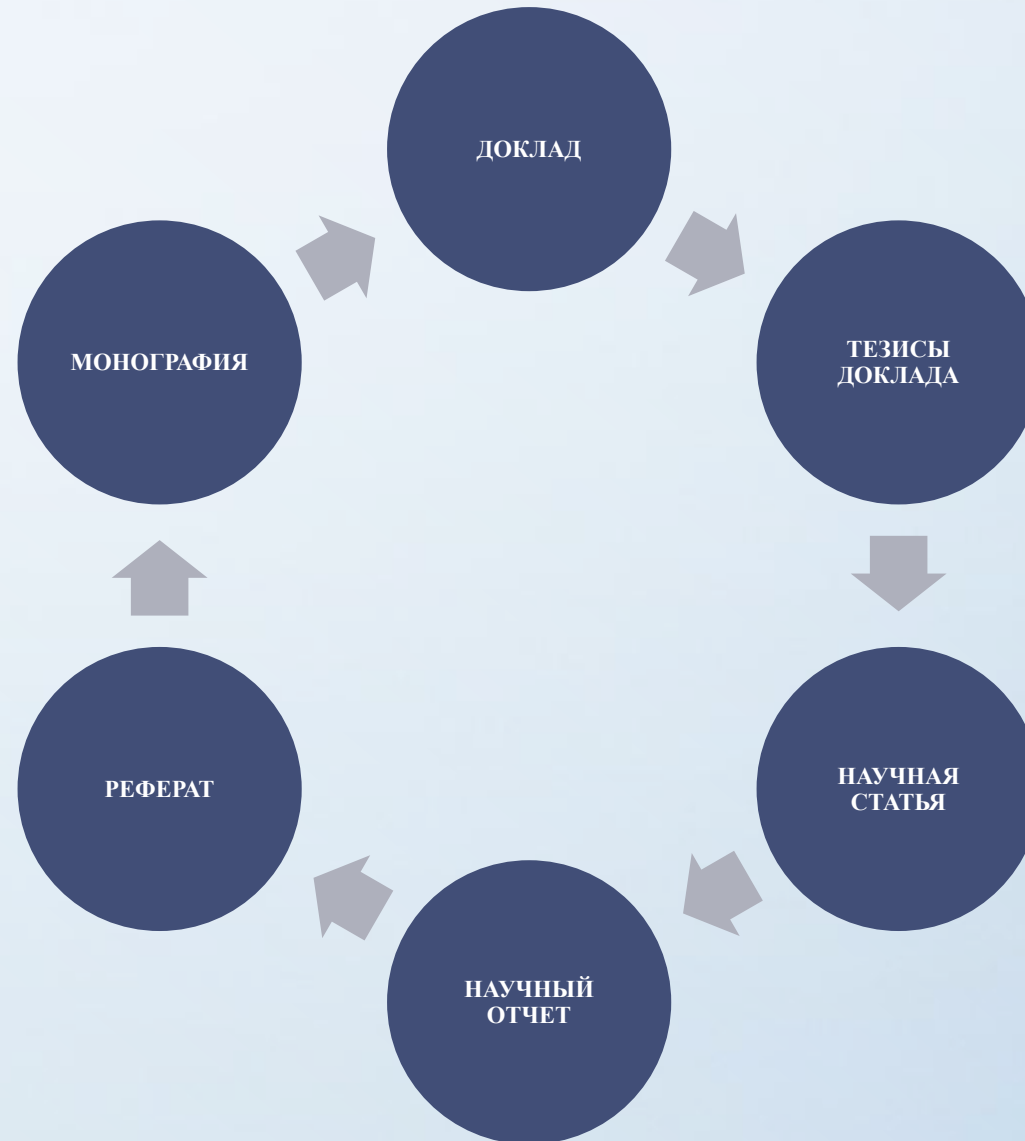 ДОКЛАД
ТЕЗИСЫ
ДОКЛАДА
НАУЧНАЯ
СТАТЬЯ
НАУЧНЫЙ
ОТЧЕТ
РЕФЕРАТ
МОНОГРАФИЯ